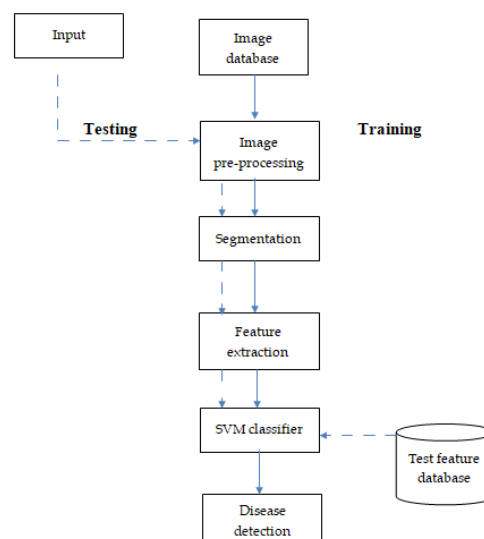 Input
Image
database
Testing
Training
Image
pre-processing
Segmentation
Feature
extraction
SVM classifier
Test feature
database
Disease
detection